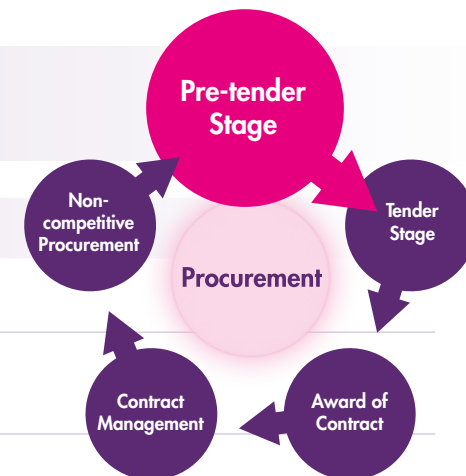 Pre-tender
Stage
Non-
competitive
Procurement
Tender
Stage
Procurement
Contract
Management
Award of
Contract